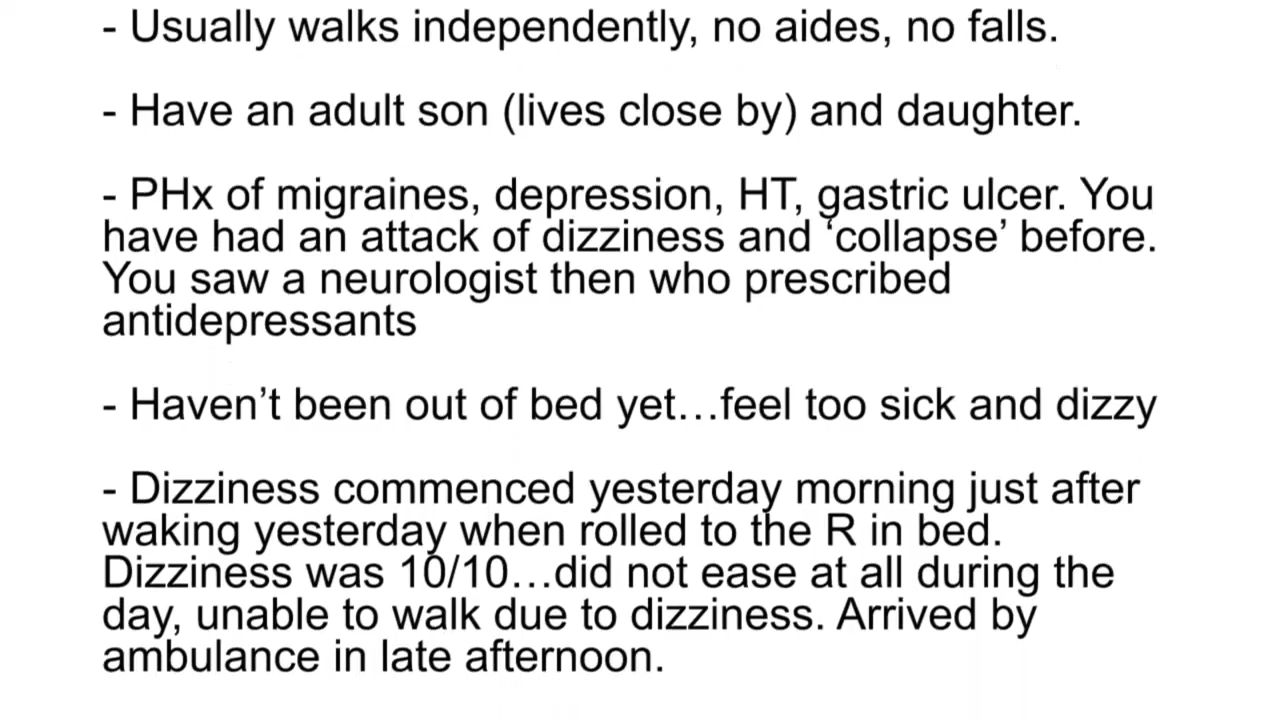 - Usually walks independently, no aides, no falls.
- Have an adult son (lives close by) and daughter.
- PHx of migraines, depression, HT, gastric ulcer. You
have had an attack of dizziness and ‘collapse’ before.
You saw a neurologist then who prescribed
antidepressants
- Haven’t been out of bed yet…feel too sick and dizzy
- Dizziness commenced yesterday morning just after
waking yesterday when rolled to the R in bed.
Dizziness was 10/10…did not ease at all during the
day, unable to walk due to dizziness. Arrived by
ambulance in late afternoon.